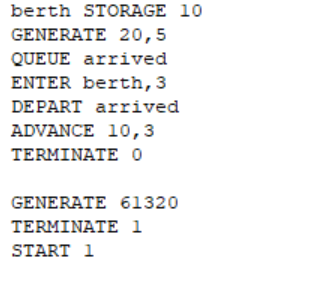 berth STORAGE 10
GENERATE 20,5
QUEUE arrived
ENTER berth,3
DEPART arrived
ADVANCE 10,3
TERMINATE 0
GENERATE 61320
TERMINATE 1
START 1